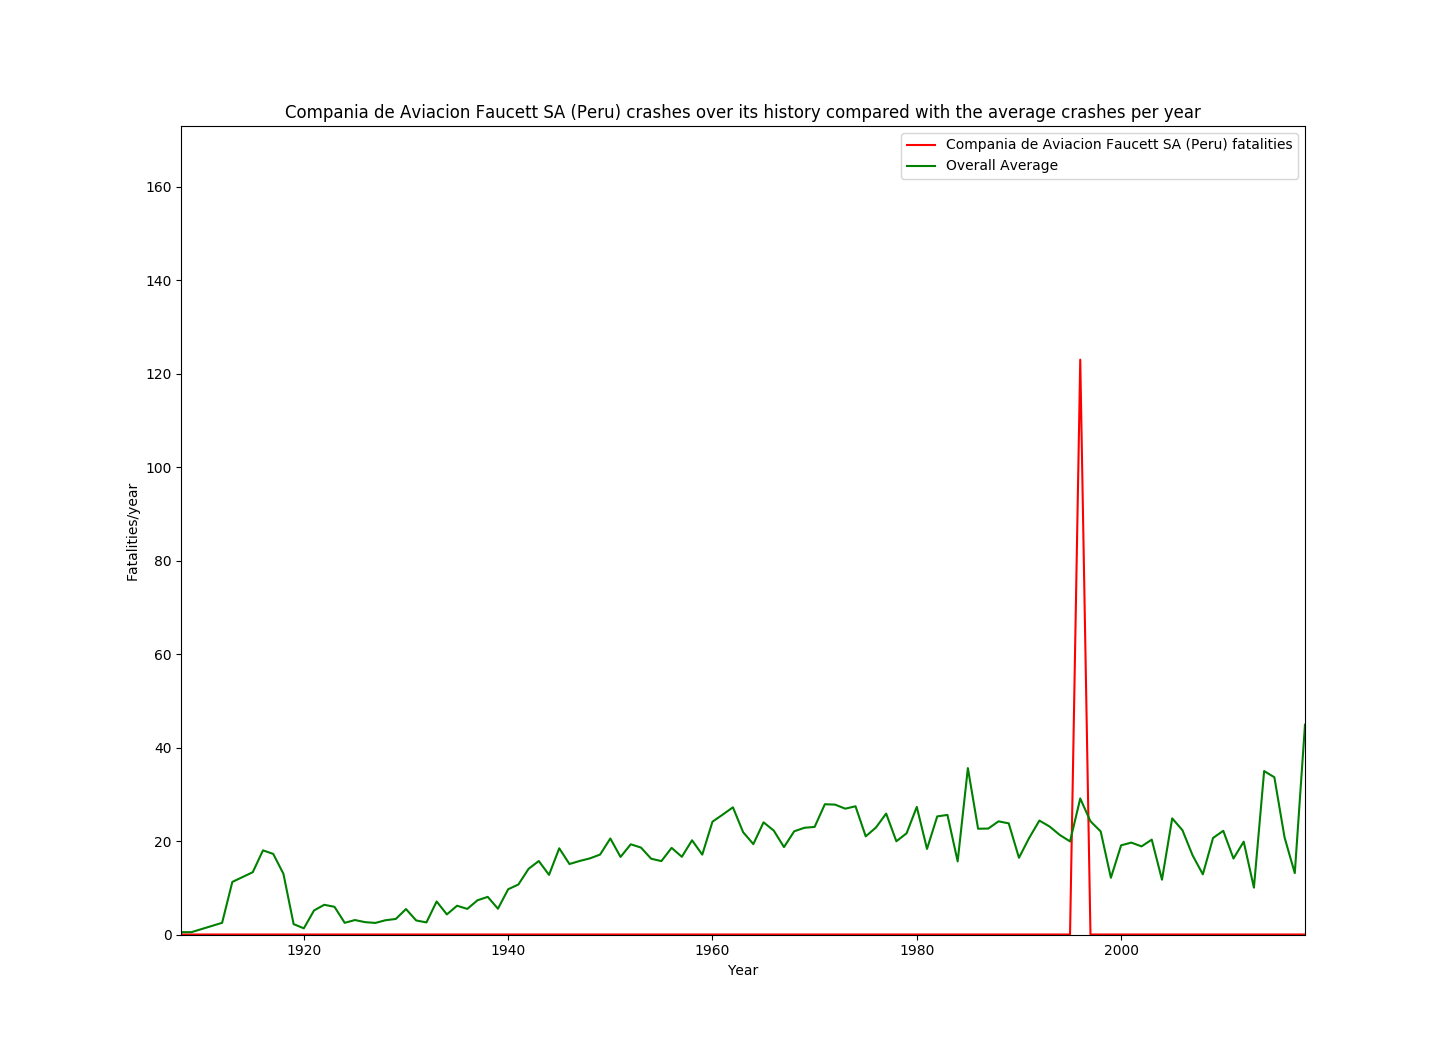 Compania de Aviacion Faucett SA (Peru) crashes over its history compared with the average crashes per year
Compania de Aviacion Faucett SA (Peru) fatalities
Overall Average
160
140
120
100
80
60
40
20
0
Fatalities/year
1920 1940 1960 1980 2000
Year